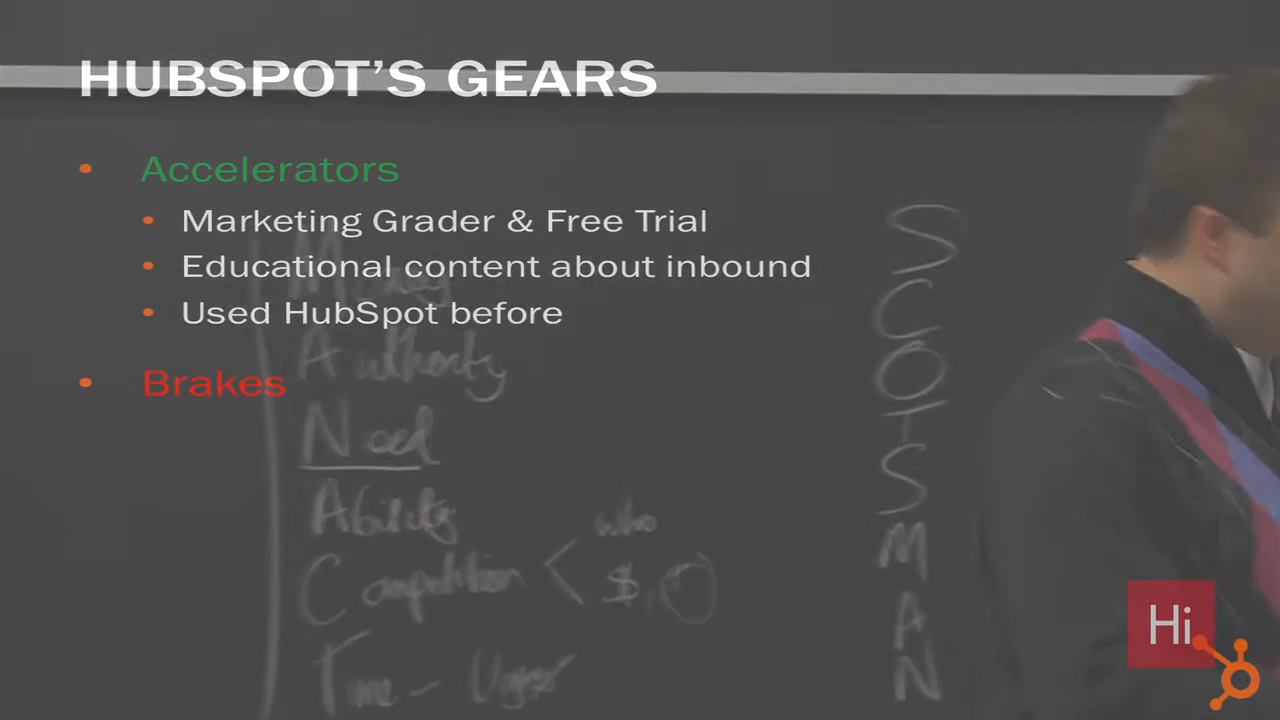 HUBSPOT'S GEARS
• Accelerators
• Marketing Grader & Free Trial
• Educational content about inbound
• Used HubSpot before
• Brakes
Money
Authority
Need
Ability
who
Competition < $,O
Time –
S
C
O
T
S
M
A
N
Hi